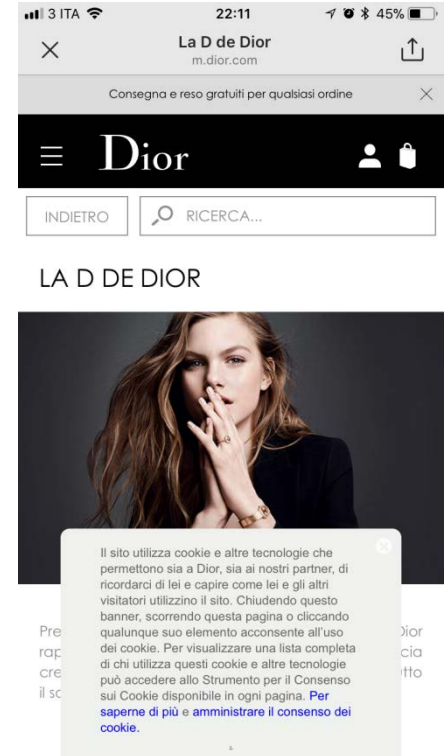 3 ITA 22:11 45%
La D de Dior
m.dior.com
Consegna e reso gratuiti per qualsiasi ordine
Dior
INDIETRO RICERCA...
LA D DE DIOR
Il sito utilizza cookie e altre tecnologie che
permettono sia a Dior, sia ai nostri partner, di
ricordarci di lei e capire come lei e gli altri
visitatori utilizzino il sito. Chiudendo questo
banner, scorrendo questa pagina o cliccando
qualunque suo elemento acconsente all'uso
dei cookie. Per visualizzare una lista completa
di chi utilizza questi cookie e altre tecnologie
può accedere allo Strumento per il Consenso
sui Cookie disponibile in ogni pagina. Per
saperne di più e amministrare il consenso dei
cookie.